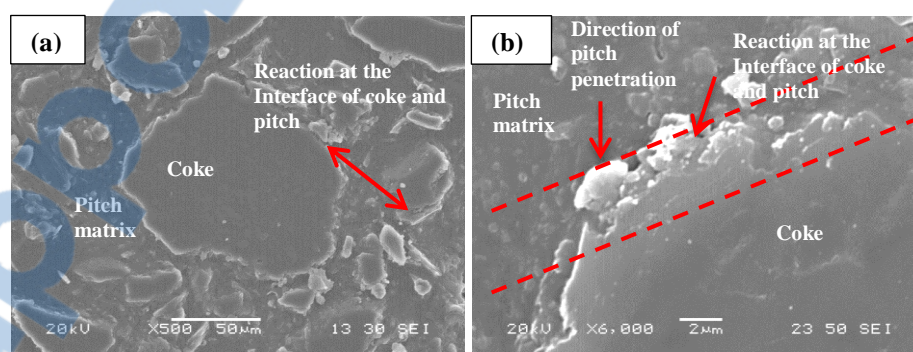 (a)
Reaction at the
Interface of coke and
pitch
Coke
Pitch
matrix
20kV X500 50µm 13 30 SEI
(b)
Direction of
pitch
penetration
Reaction at the
Interface of coke
and pitch
Pitch
matrix
Coke
20kV X6,000 2µm 23 50 SEI